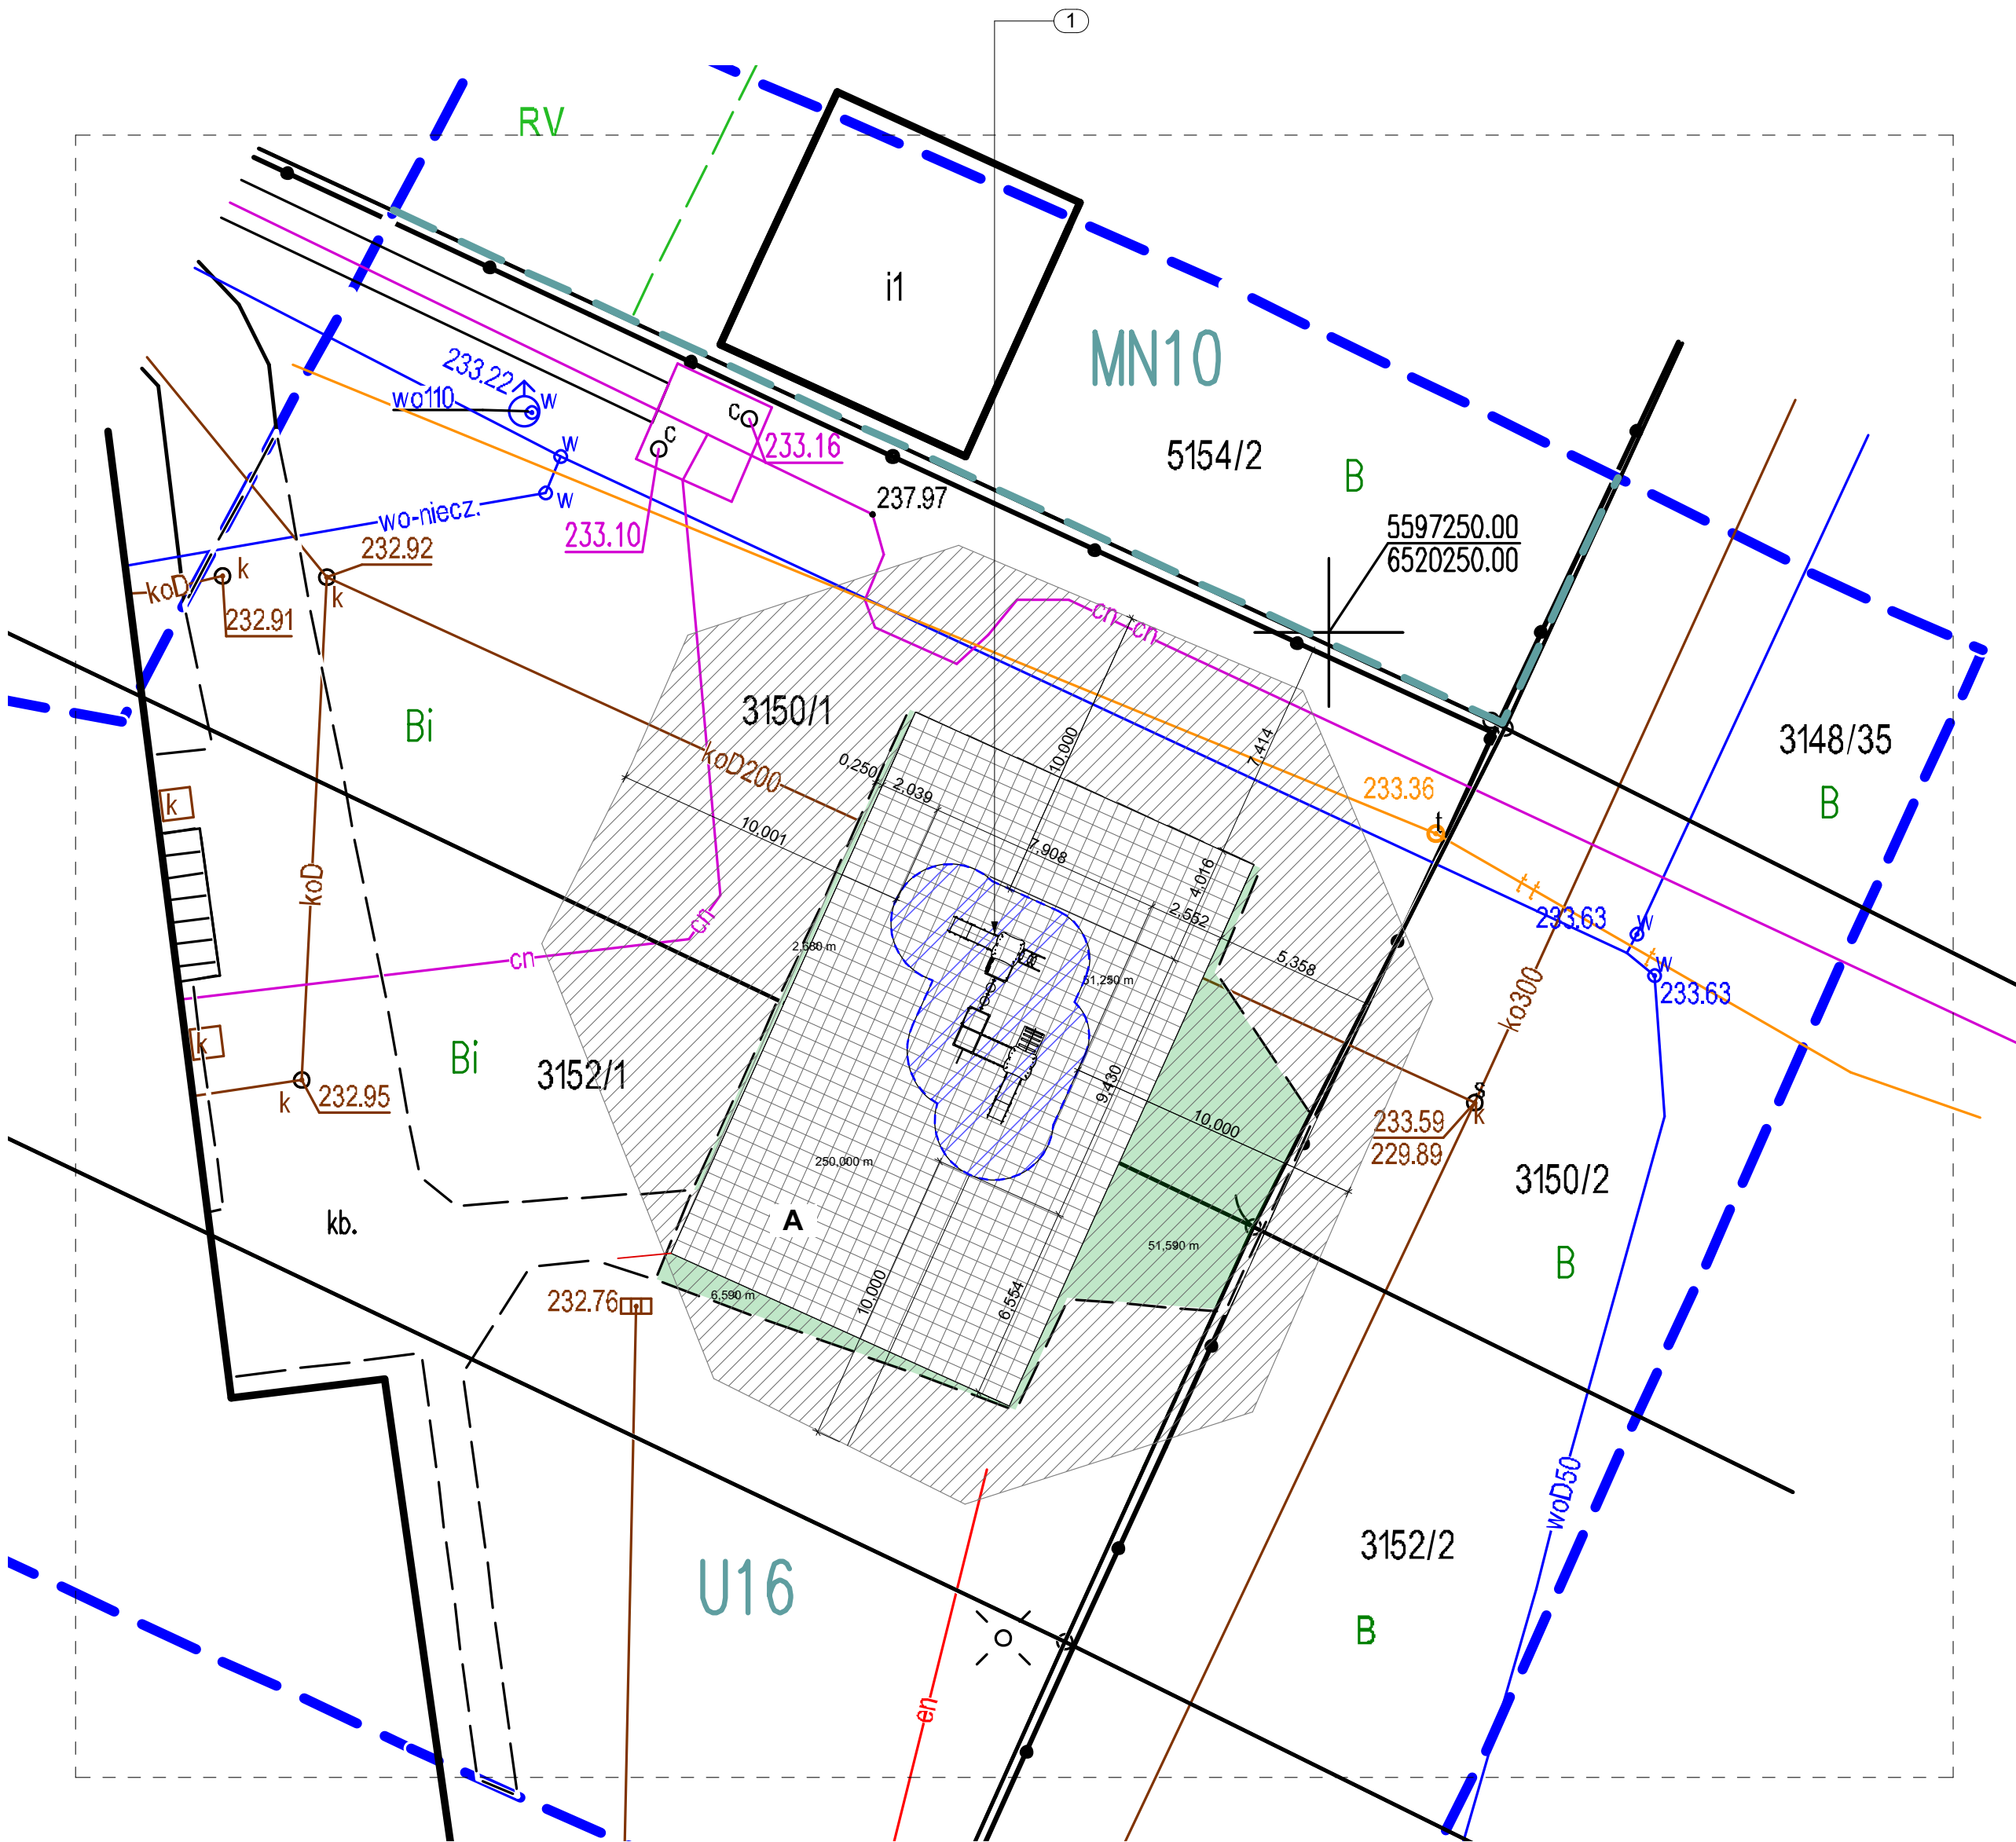 1
RV
i1
MN10
233.22
w
wo110
c
c
233.16
w
5154/2
B
237.97
w
wo-niecz.
233.10
5597250.00
6520250.00
232.92
k
koD
k
232.91
cn
cn
3150/1
Bi
10,000
7,414
3148/35
koD200
0,250
2,039
233.36
B
k
10,001
t
7,908
4,016
koD
t
t
2,552
233.63
w
cn
2,680 m
t
w
cn
5,358
51,250 m
233.63
ko300
k
Bi
3152/1
9,430
s
232.95
k
10,000
233.59
k
229.89
250,000 m
3150/2
A
kb.
51,590 m
B
232.76
6,590 m
10,000
6,554
woD50
3152/2
U16
B
en